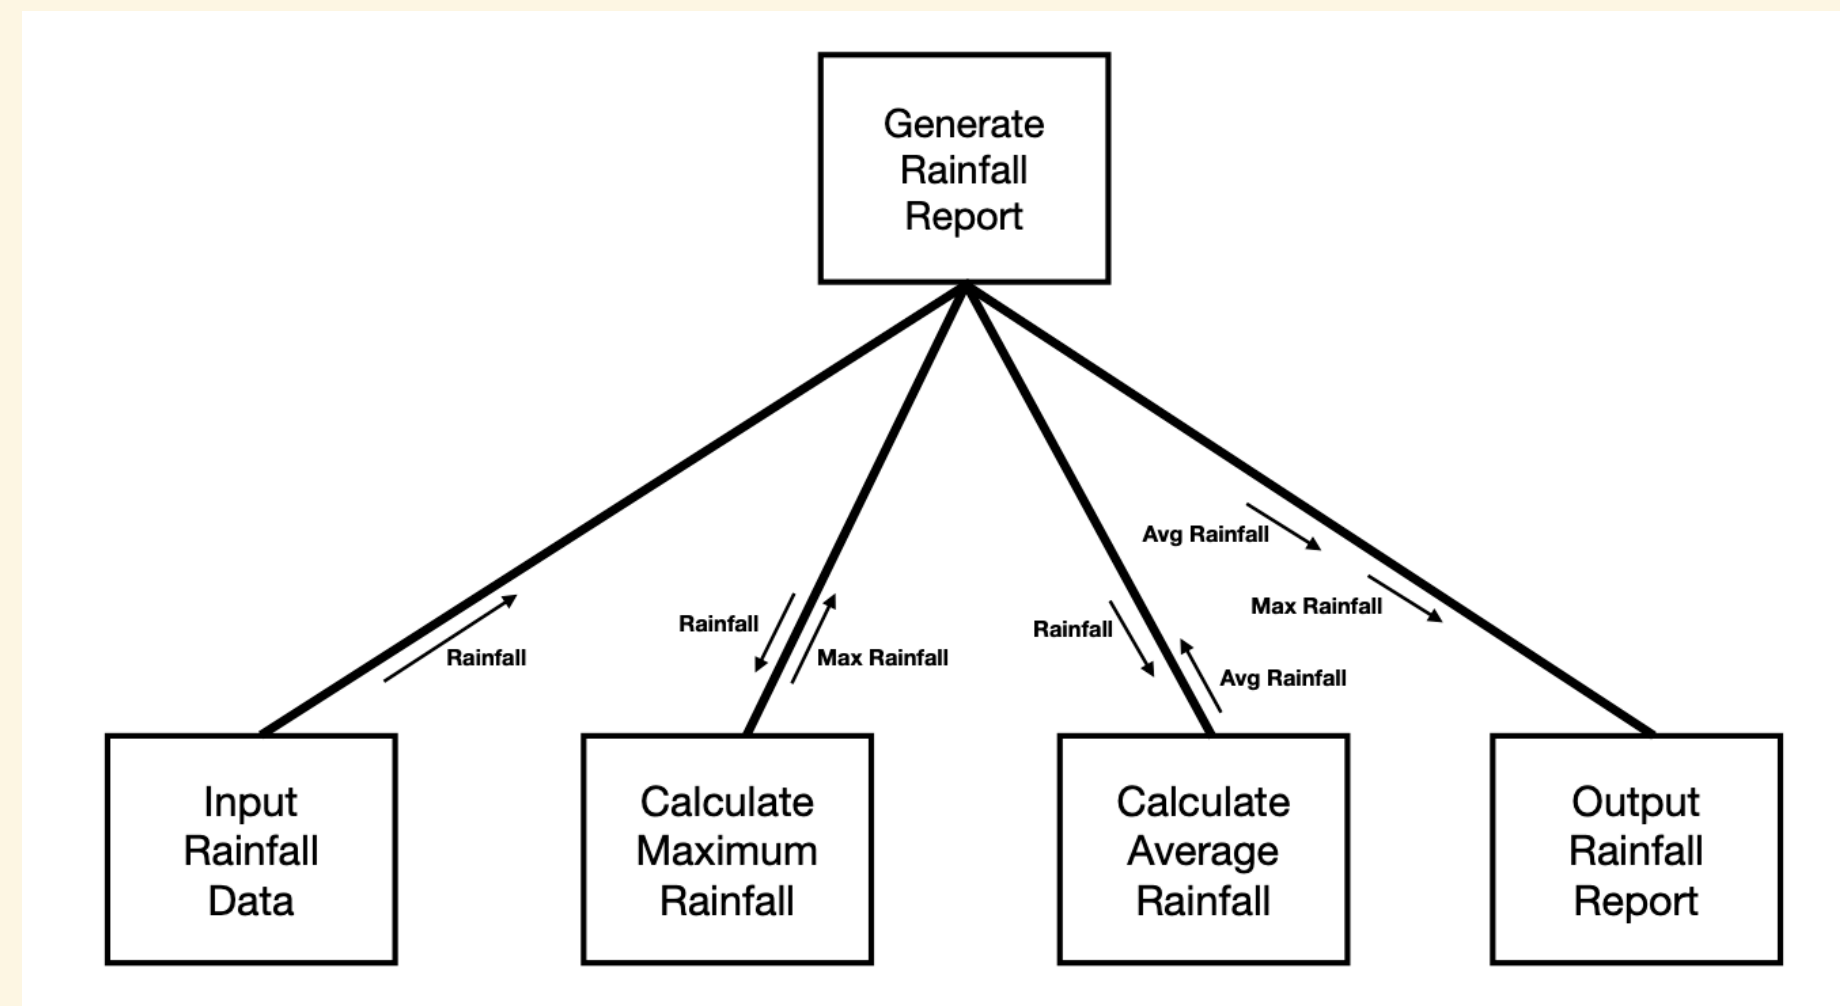 Generate
Rainfall
Report
Avg Rainfall
Max Rainfall
Rainfall
Rainfall
Max Rainfall
Rainfall
Avg Rainfall
Input
Rainfall
Data
Calculate
Maximum
Rainfall
Calculate
Average
Rainfall
Output
Rainfall
Report